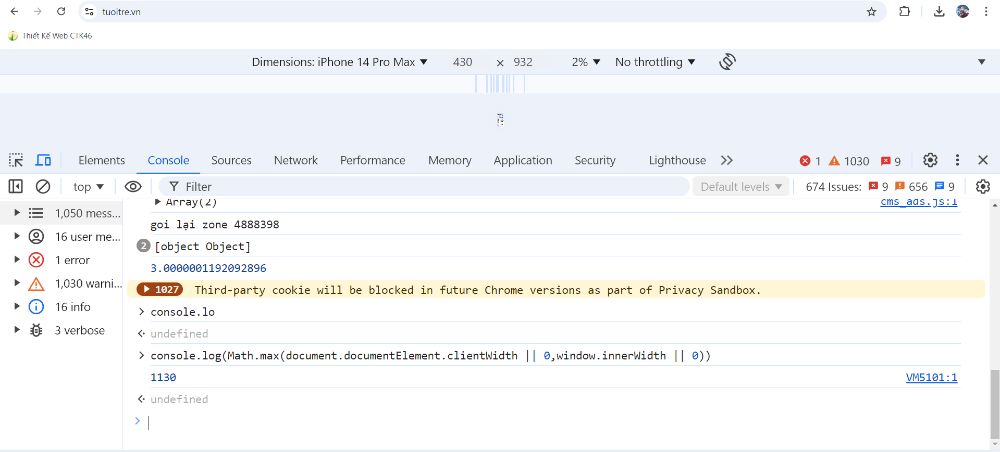 tuoitre.vn
Thiết Kế Web CTK46
Dimensions: iPhone 14 Pro Max 430 × 932 2% No throttling
Elements Console Sources Network Performance Memory Application Security Lighthouse 1 1030 9
top Filter Default levels 674 Issues: 9 656 9
1,050 mess...
16 user me...
1 error
1,030 warni...
16 info
3 verbose
Array(2) cms_ads.js:1
goi lại zone 4888398
2 [object Object]
3.0000001192092896
1027 Third-party cookie will be blocked in future Chrome versions as part of Privacy Sandbox.
> console.lo
undefined
> console.log(Math.max(document.documentElement.clientWidth || 0,window.innerWidth || 0))
1130 VM5101:1
undefined
>